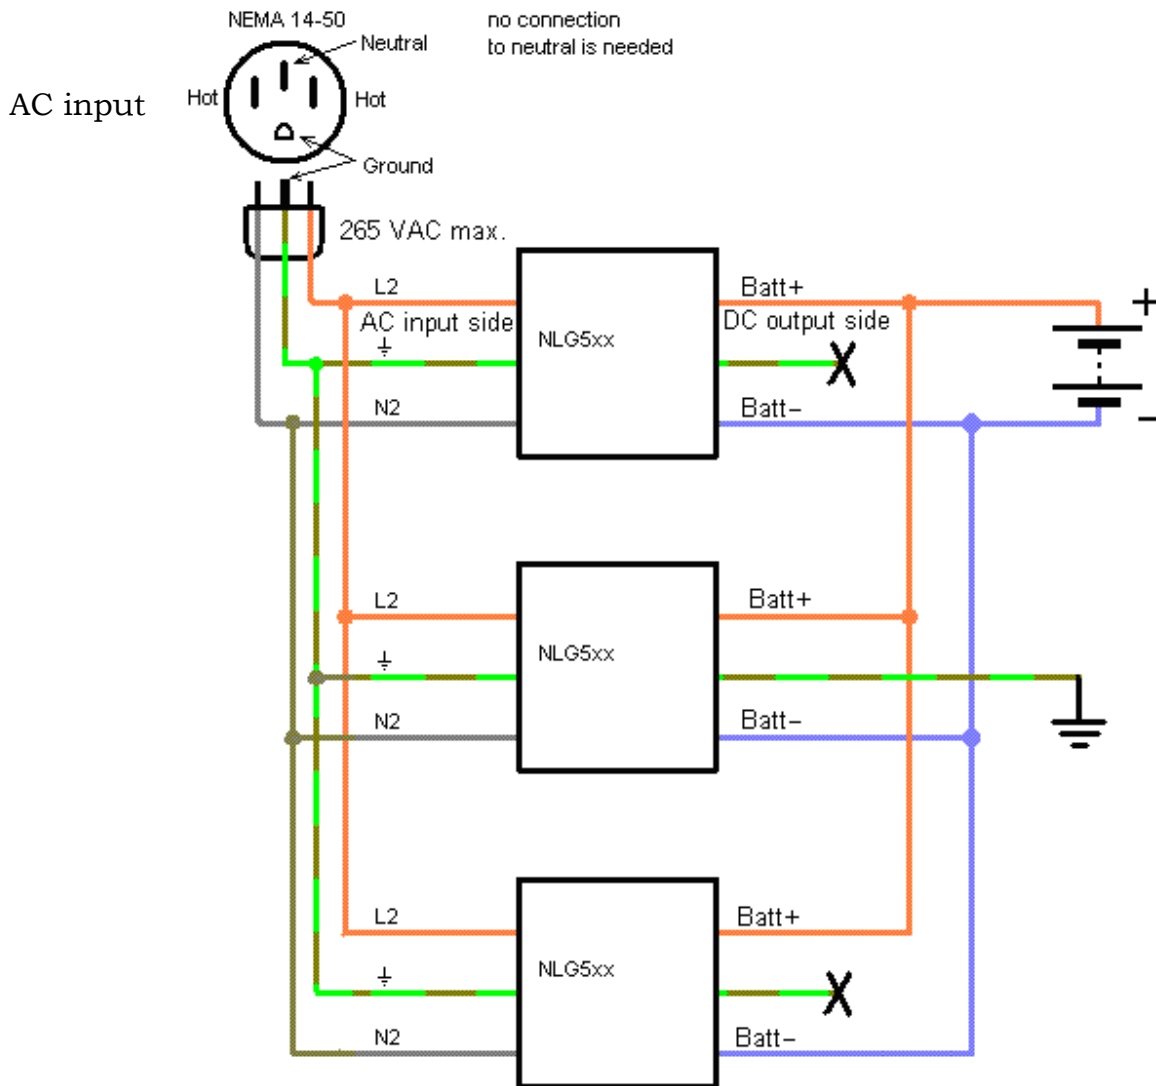 NEMA 14-50
no connection
to neutral is needed
Neutral
AC input
Hot
Hot
Ground
265 VAC max.
L2
Batt+
AC input side
DC output side
NLG5xx
N2
Batt−
L2
Batt+
NLG5xx
N2
Batt−
L2
Batt+
NLG5xx
N2
Batt−
+
−